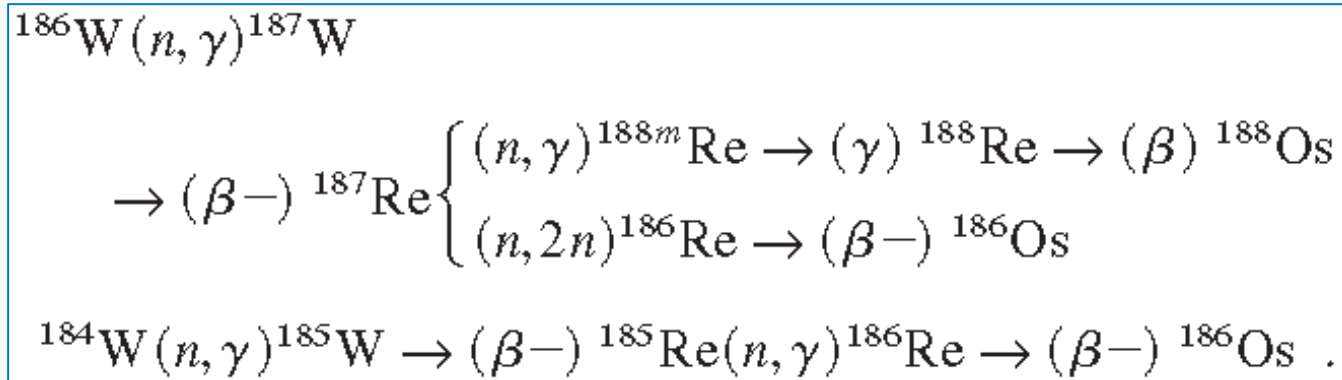 ¹⁸⁶W(n, γ)¹⁸⁷W
→ (β−) ¹⁸⁷Re { (n, γ)¹⁸⁸ᵐRe → (γ) ¹⁸⁸Re → (β) ¹⁸⁸Os
(n, 2n)¹⁸⁶Re → (β−) ¹⁸⁶Os
¹⁸⁴W(n, γ)¹⁸⁵W → (β−) ¹⁸⁵Re(n, γ)¹⁸⁶Re → (β−) ¹⁸⁶Os .